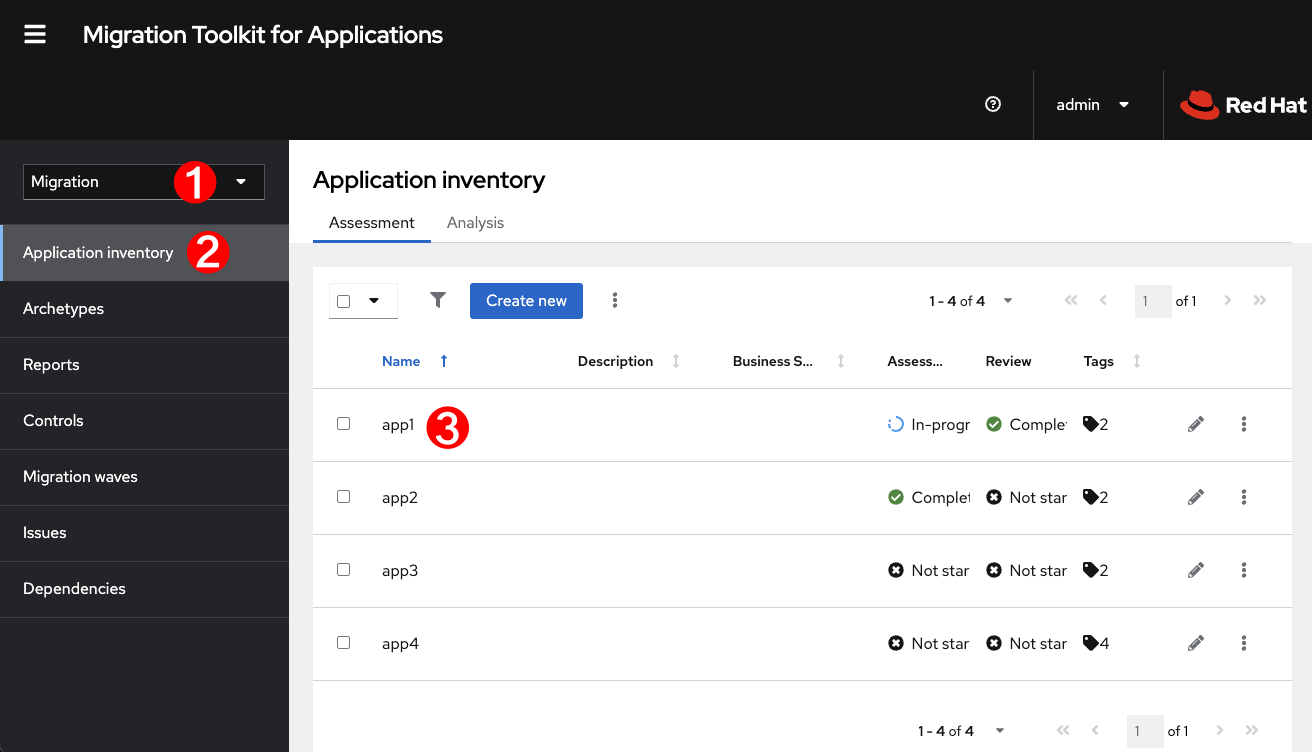 Migration Toolkit for Applications
admin
Red Hat
Migration 1
Application inventory 2
Archetypes
Reports
Controls
Migration waves
Issues
Dependencies
Application inventory
Assessment Analysis
Create new 1 - 4 of 4 1 of 1
Name Description Business S... Assess... Review Tags
app1 3 In-progr Comple 2
app2 Complet Not star 2
app3 Not star Not star 2
app4 Not star Not star 4
1 - 4 of 4 1 of 1